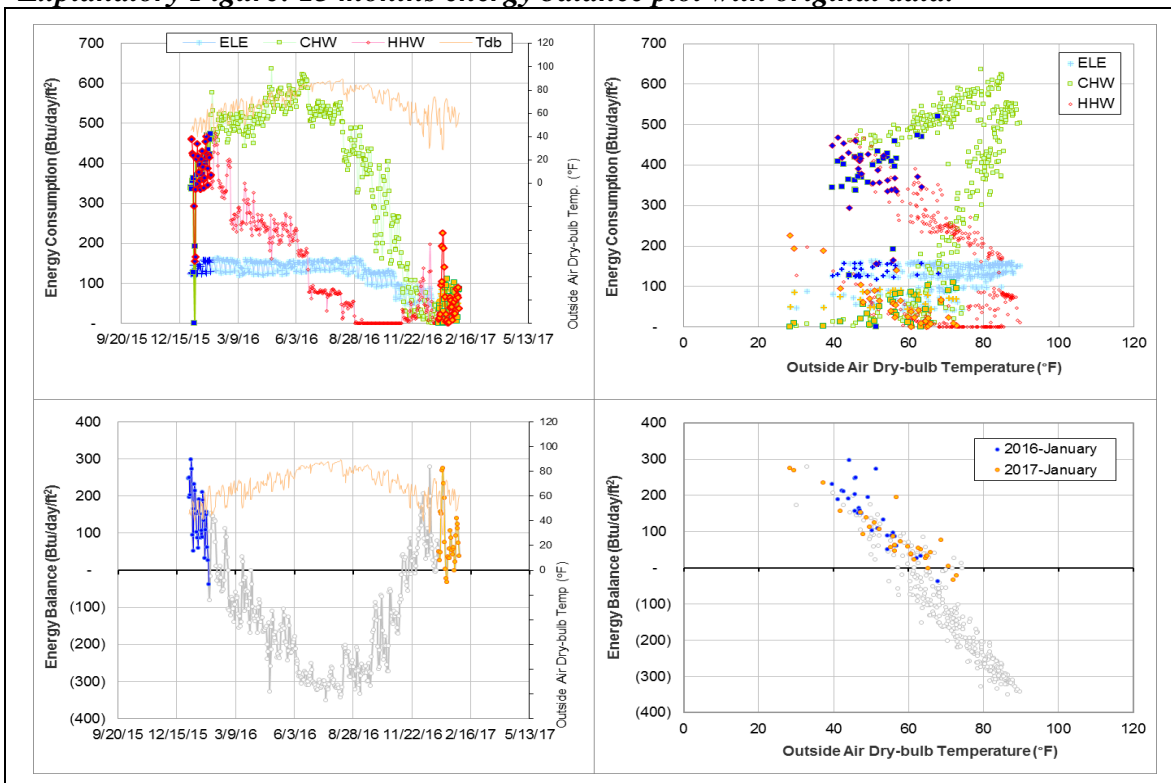 Explanatory Figure: 13 months energy balance plot with original data.
ELE CHW HHW Tdb
Energy Consumption (Btu/day/ft²)
700
600
500
400
300
200
100
-
120
100
80
60
40
20
0
Outside Air Dry-bulb Temp. (°F)
9/20/15 12/15/15 3/9/16 6/3/16 8/28/16 11/22/16 2/16/17 5/13/17
ELE
CHW
HHW
Energy Consumption (Btu/day/ft²)
700
600
500
400
300
200
100
-
0 20 40 60 80 100 120
Outside Air Dry-bulb Temperature (°F)
Energy Balance (Btu/day/ft²)
400
300
200
100
-
(100)
(200)
(300)
(400)
120
100
80
60
40
20
0
Outside Air Dry-bulb Temp (°F)
9/20/15 12/15/15 3/9/16 6/3/16 8/28/16 11/22/16 2/16/17 5/13/17
2016-January
2017-January
Energy Balance (Btu/day/ft²)
400
300
200
100
-
(100)
(200)
(300)
(400)
0 20 40 60 80 100 120
Outside Air Dry-bulb Temperature (°F)